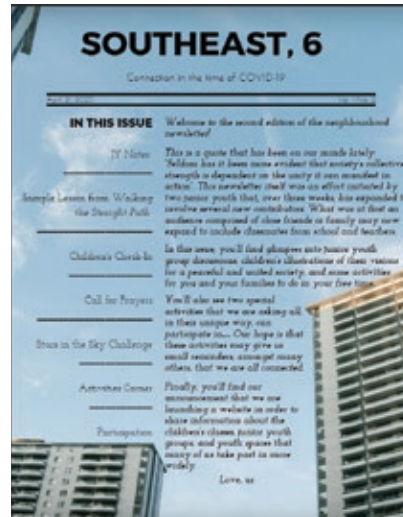 SOUTHEAST, 6
Connection in the time of COVID-19
IN THIS ISSUE
JY Notes
Sample Lesson from Walking
the Straight Path
Children's Check-In
Call for Prayers
Stars in the Sky Challenge
Activities Corner
Participation
Welcome to the second edition of the neighbourhood
newsletter!
This is a quote that has been on our minds lately:
"Seldom has it been more evident that society's collective
strength is dependent on the unity it can manifest in
action". This newsletter itself was an effort initiated by
two junior youth that, over three weeks, has expanded to
involve several new contributors. What was at first an
audience composed of close friends & family may now
expand to include classmates from school and teachers.
In this issue, you'll find glimpses into junior youth
group discussions, children's illustrations of their visions
for a peaceful and united society, and some activities
for you and your families to do in your free time.
You'll also see two special
activities that we are asking all,
in their unique way, can
participate in... Our hope is that
these activities may give us
small reminders, amongst many
others, that we are all connected.
Finally, you'll find our
announcement that we are
launching a website in order to
share information about the
children's classes, junior youth
groups, and youth spaces that
many of us take part in more
widely.
Love, us